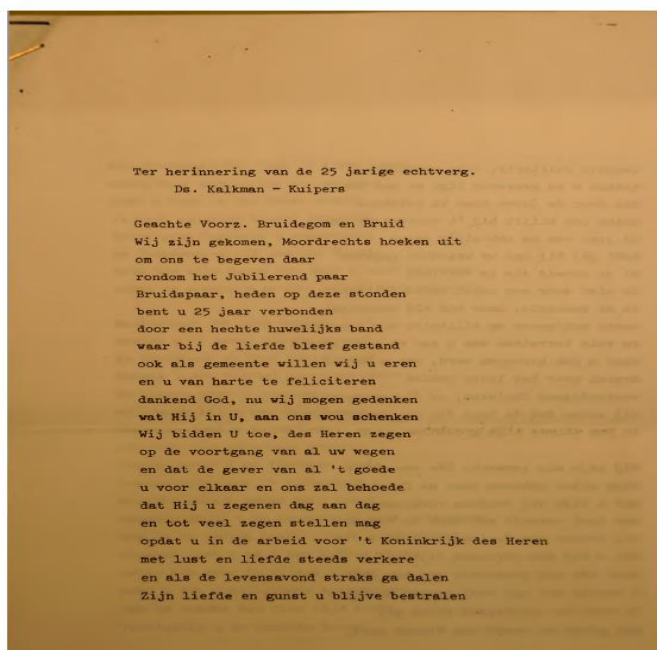 Ter herinnering van de 25 jarige echtverg.
Ds. Kalkman - Kuipers
Geachte Voorz. Bruidegom en Bruid
Wij zijn gekomen, Moordrechts hoeken uit
om ons te begeven daar
rondom het Jubilerend paar
Bruidspaar, heden op deze stonden
bent u 25 jaar verbonden
door een hechte huwelijks band
waar bij de liefde bleef gestand
ook als gemeente willen wij u eren
en u van harte te feliciteren
dankend God, nu wij mogen gedenken
wat Hij in U, aan ons wou schenken
Wij bidden U toe, des Heren zegen
op de voortgang van al uw wegen
en dat de gever van al 't goede
u voor elkaar en ons zal behoede
dat Hij u zegenen dag aan dag
en tot veel zegen stellen mag
opdat u in de arbeid voor 't Koninkrijk des Heren
met lust en liefde steeds verkere
en als de levensavond straks ga dalen
Zijn liefde en gunst u blijve bestralen